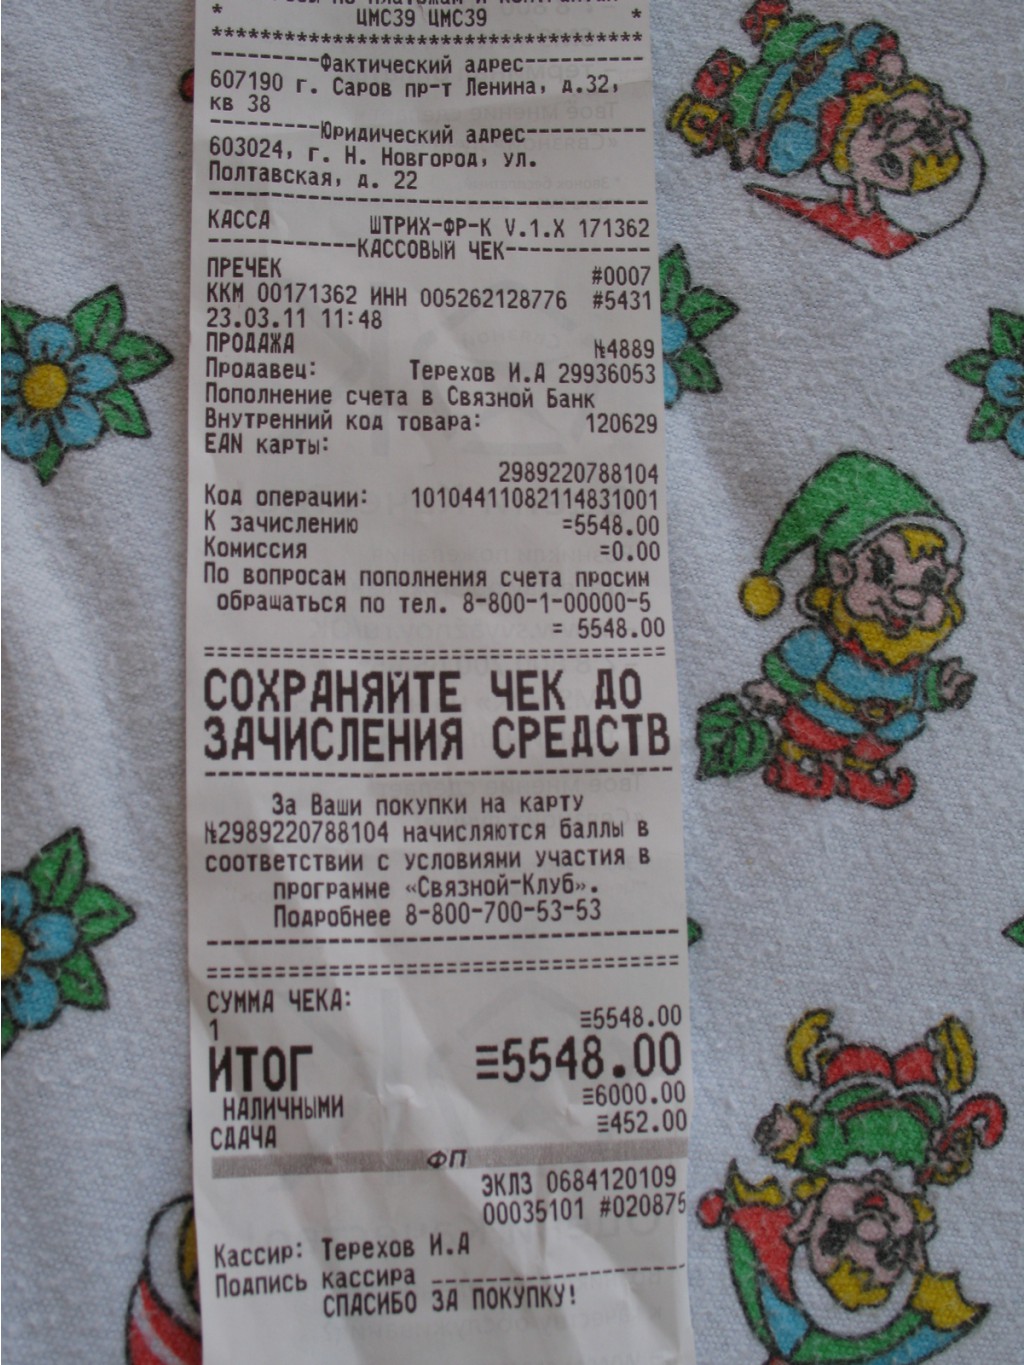 * ЦМС39 ЦМС39 *
************************************
---------Фактический адрес----------
607190 г. Саров пр-т Ленина, д.32,
кв 38
---------Юридический адрес----------
603024, г. Н. Новгород, ул.
Полтавская, д. 22
------------------------------------
КАССА ШТРИХ-ФР-К V.1.X 171362
------------КАССОВЫЙ ЧЕК------------
ПРЕЧЕК #0007
ККМ 00171362 ИНН 005262128776 #5431
23.03.11 11:48
ПРОДАЖА №4889
Продавец: Терехов И.А 29936053
Пополнение счета в Связной Банк
Внутренний код товара: 120629
EAN карты:
2989220788104
Код операции: 10104411082114831001
К зачислению =5548.00
Комиссия =0.00
По вопросам пополнения счета просим
обращаться по тел. 8-800-1-00000-5
= 5548.00
====================================
СОХРАНЯЙТЕ ЧЕК ДО
ЗАЧИСЛЕНИЯ СРЕДСТВ
------------------------------------
За Ваши покупки на карту
№2989220788104 начисляются баллы в
соответствии с условиями участия в
программе «Связной-Клуб».
Подробнее 8-800-700-53-53
------------------------------------
====================================
СУММА ЧЕКА:
1 ≡5548.00
ИТОГ ≡5548.00
НАЛИЧНЫМИ ≡6000.00
СДАЧА ≡452.00
ФП
ЭКЛЗ 0684120109
00035101 #020875
Кассир: Терехов И.А
Подпись кассира ___________________
СПАСИБО ЗА ПОКУПКУ!